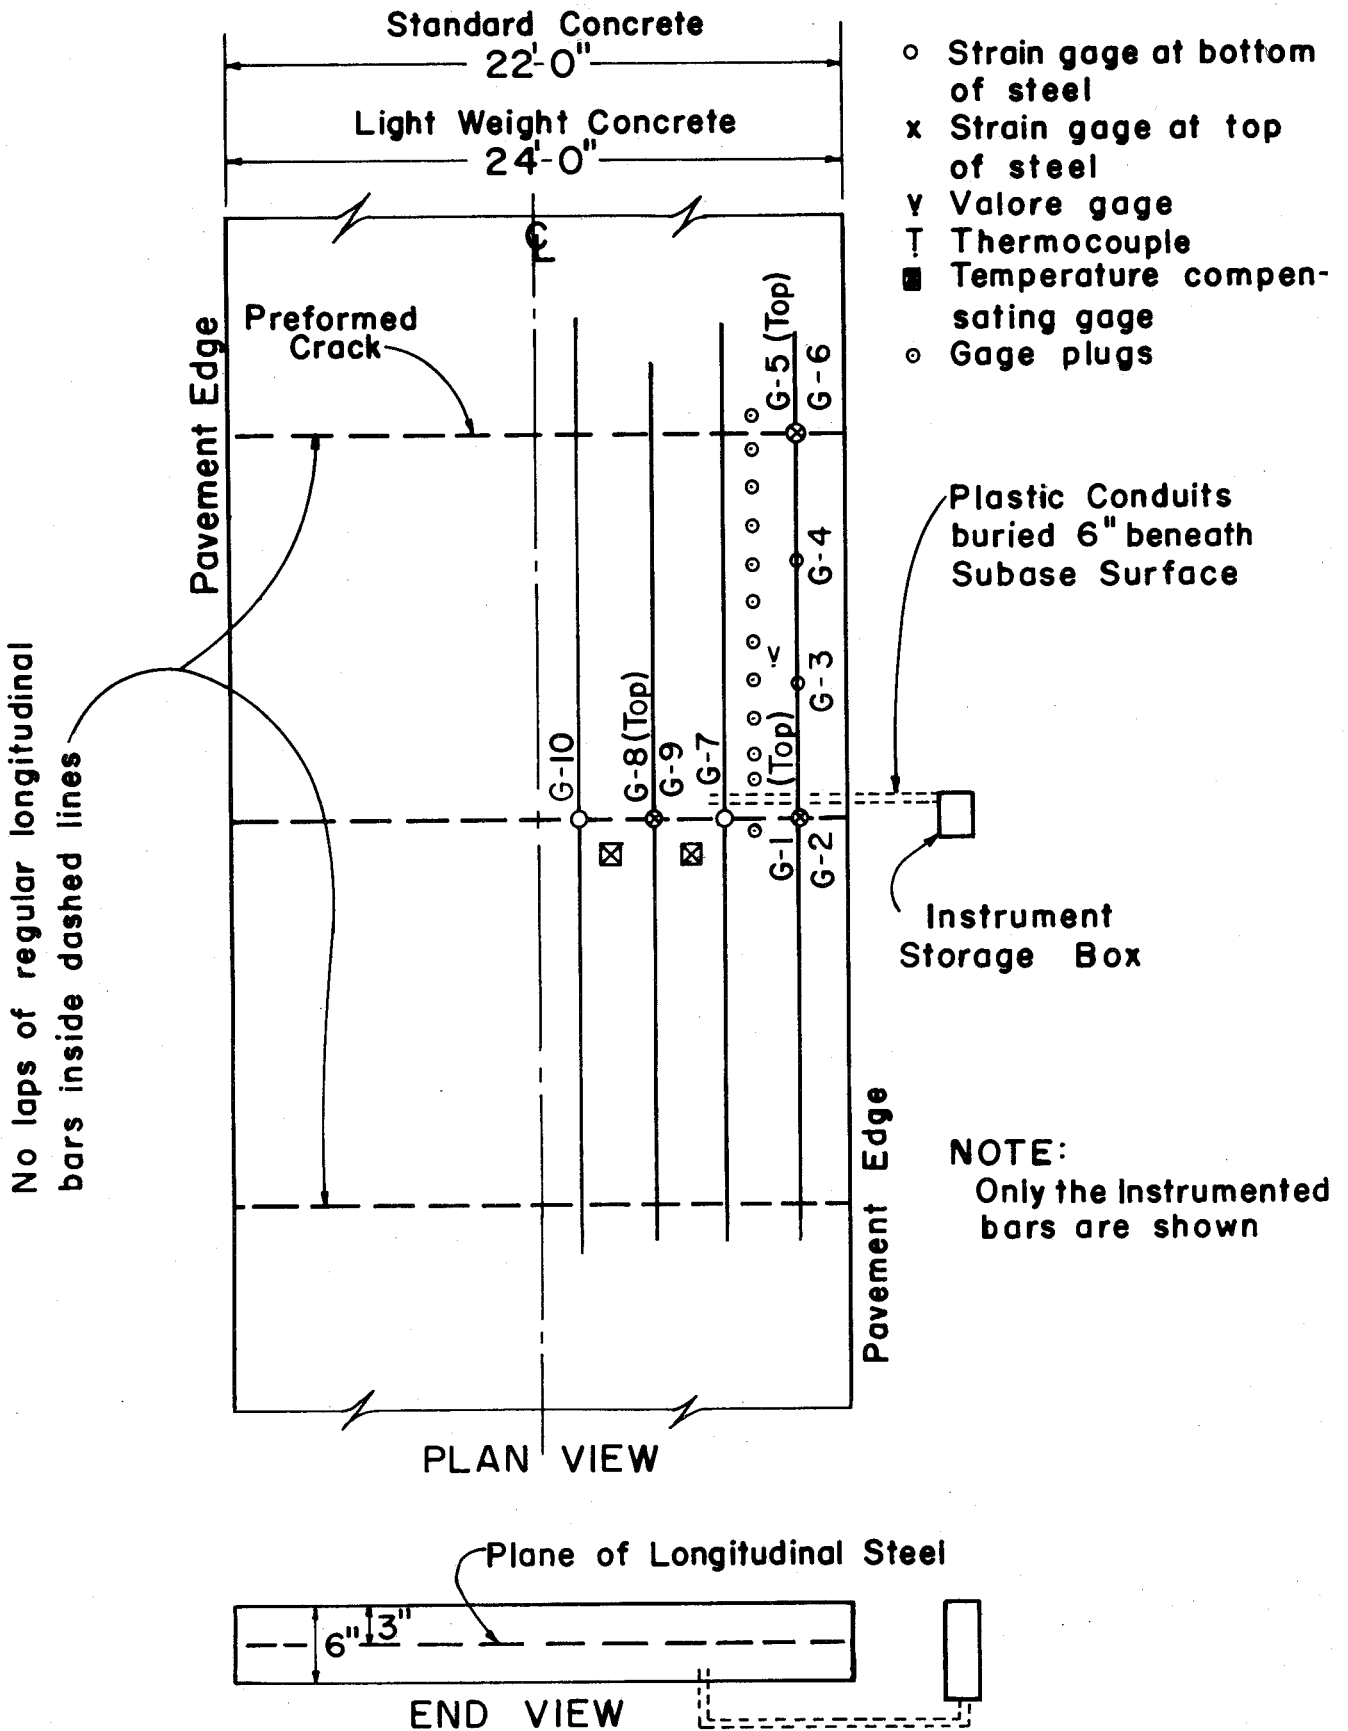 Standard Concrete
22'-0"
Light Weight Concrete
24'-0"
o Strain gage at bottom
of steel
x Strain gage at top
of steel
Valore gage
T Thermocouple
Temperature compen-
sating gage
Gage plugs
℄
Preformed
Crack
Pavement Edge
G-5 (Top)
G-6
G-4
G-3
Plastic Conduits
buried 6" beneath
Subase Surface
No laps of regular longitudinal
bars inside dashed lines
v
G-10
G-8 (Top)
G-9
G-7
(Top)
G-1
G-2
Instrument
Storage Box
Pavement Edge
NOTE:
Only the Instrumented
bars are shown
PLAN VIEW
Plane of Longitudinal Steel
6"
3"
END VIEW